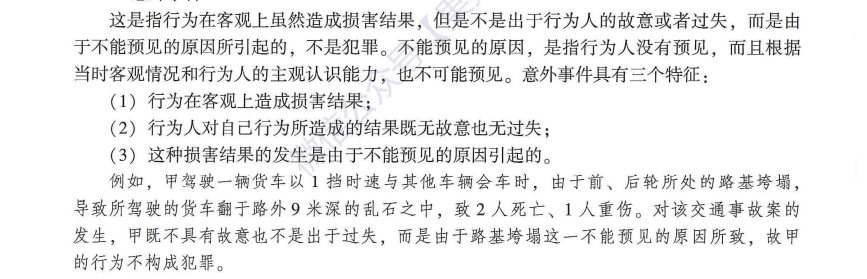 这是指行为在客观上虽然造成损害结果，但是不是出于行为人的故意或者过失，而是由
于不能预见的原因所引起的，不是犯罪。不能预见的原因，是指行为人没有预见，而且根据
当时客观情况和行为人的主观认识能力，也不可能预见。意外事件具有三个特征：
（1）行为在客观上造成损害结果；
（2）行为人对自己行为所造成的结果既无故意也无过失；
（3）这种损害结果的发生是由于不能预见的原因引起的。
例如，甲驾驶一辆货车以 1 挡时速与其他车辆会车时，由于前、后轮所处的路基垮塌，
导致所驾驶的货车翻于路外 9 米深的乱石之中，致 2 人死亡、1 人重伤。对该交通事故案的
发生，甲既不具有故意也不是出于过失，而是由于路基垮塌这一不能预见的原因所致，故甲
的行为不构成犯罪。
微信公众号